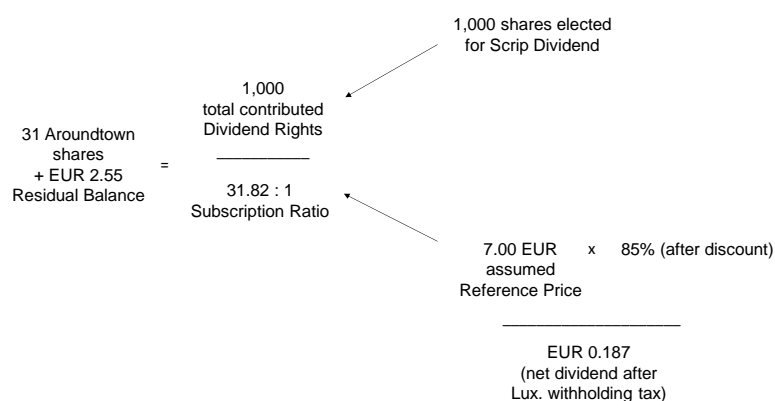 1,000 shares elected
for Scrip Dividend
1,000
total contributed
Dividend Rights
31 Aroundtown
shares
+ EUR 2.55
Residual Balance
=
31.82 : 1
Subscription Ratio
7.00 EUR x 85% (after discount)
assumed
Reference Price
EUR 0.187
(net dividend after
Lux. withholding tax)